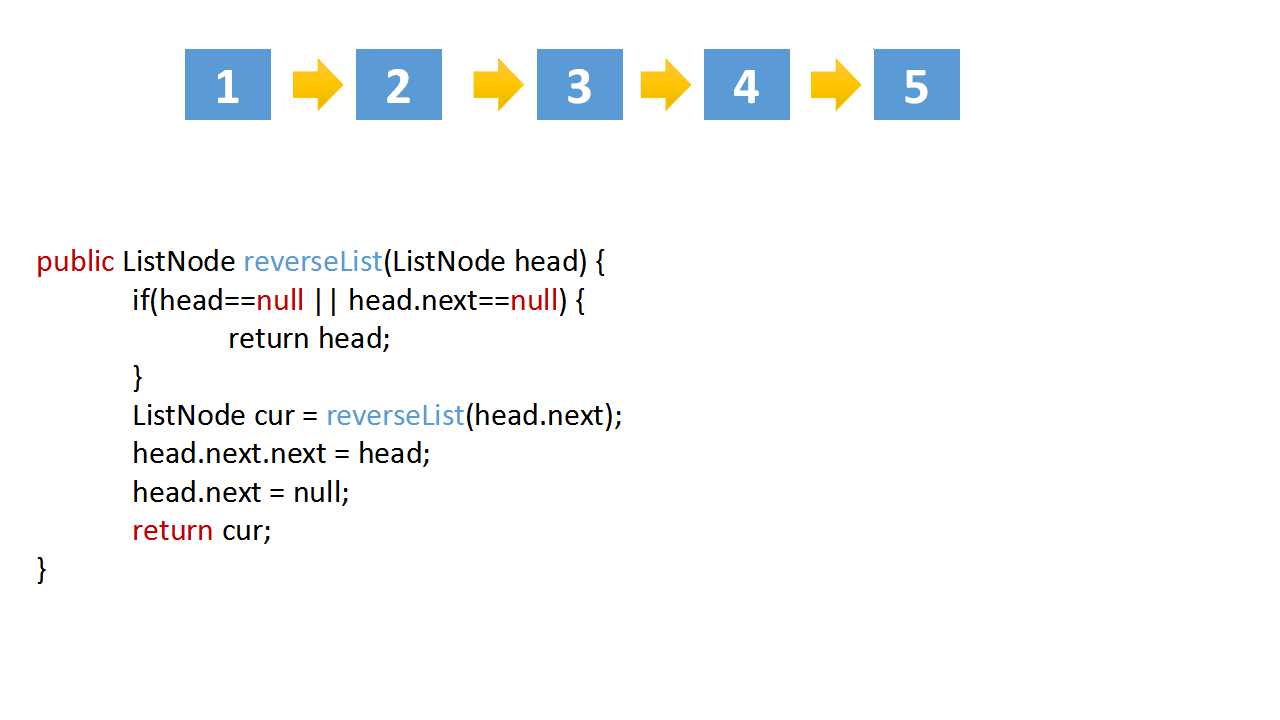 1 2 3 4 5
public ListNode reverseList(ListNode head) {
if(head==null || head.next==null) {
return head;
}
ListNode cur = reverseList(head.next);
head.next.next = head;
head.next = null;
return cur;
}